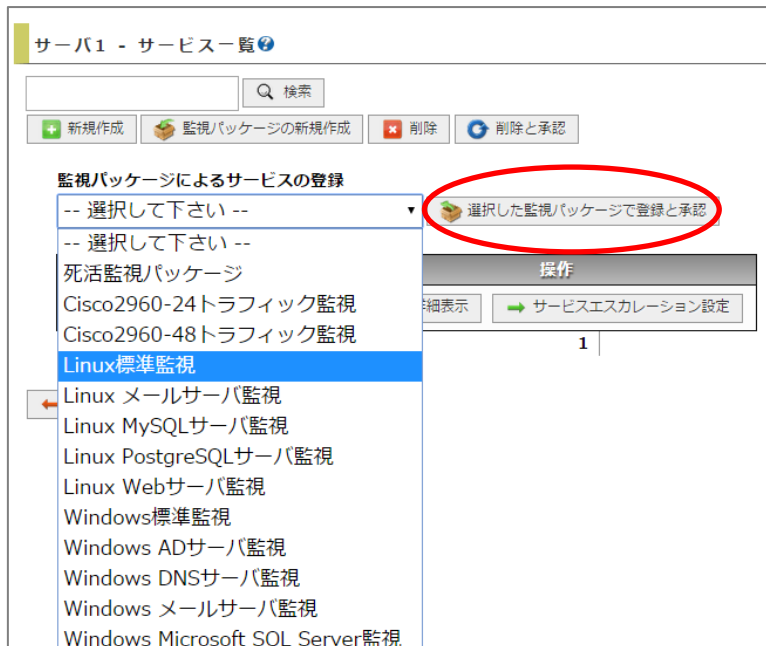 サーバ1 - サービス一覧
検索
新規作成 監視パッケージの新規作成 削除 削除と承認
監視パッケージによるサービスの登録
-- 選択して下さい -- 選択した監視パッケージで登録と承認
-- 選択して下さい --
死活監視パッケージ 操作
Cisco2960-24トラフィック監視 細表示 サービスエスカレーション設定
Cisco2960-48トラフィック監視 1
Linux標準監視
Linux メールサーバ監視
Linux MySQLサーバ監視
Linux PostgreSQLサーバ監視
Linux Webサーバ監視
Windows標準監視
Windows ADサーバ監視
Windows DNSサーバ監視
Windows メールサーバ監視
Windows Microsoft SQL Server監視